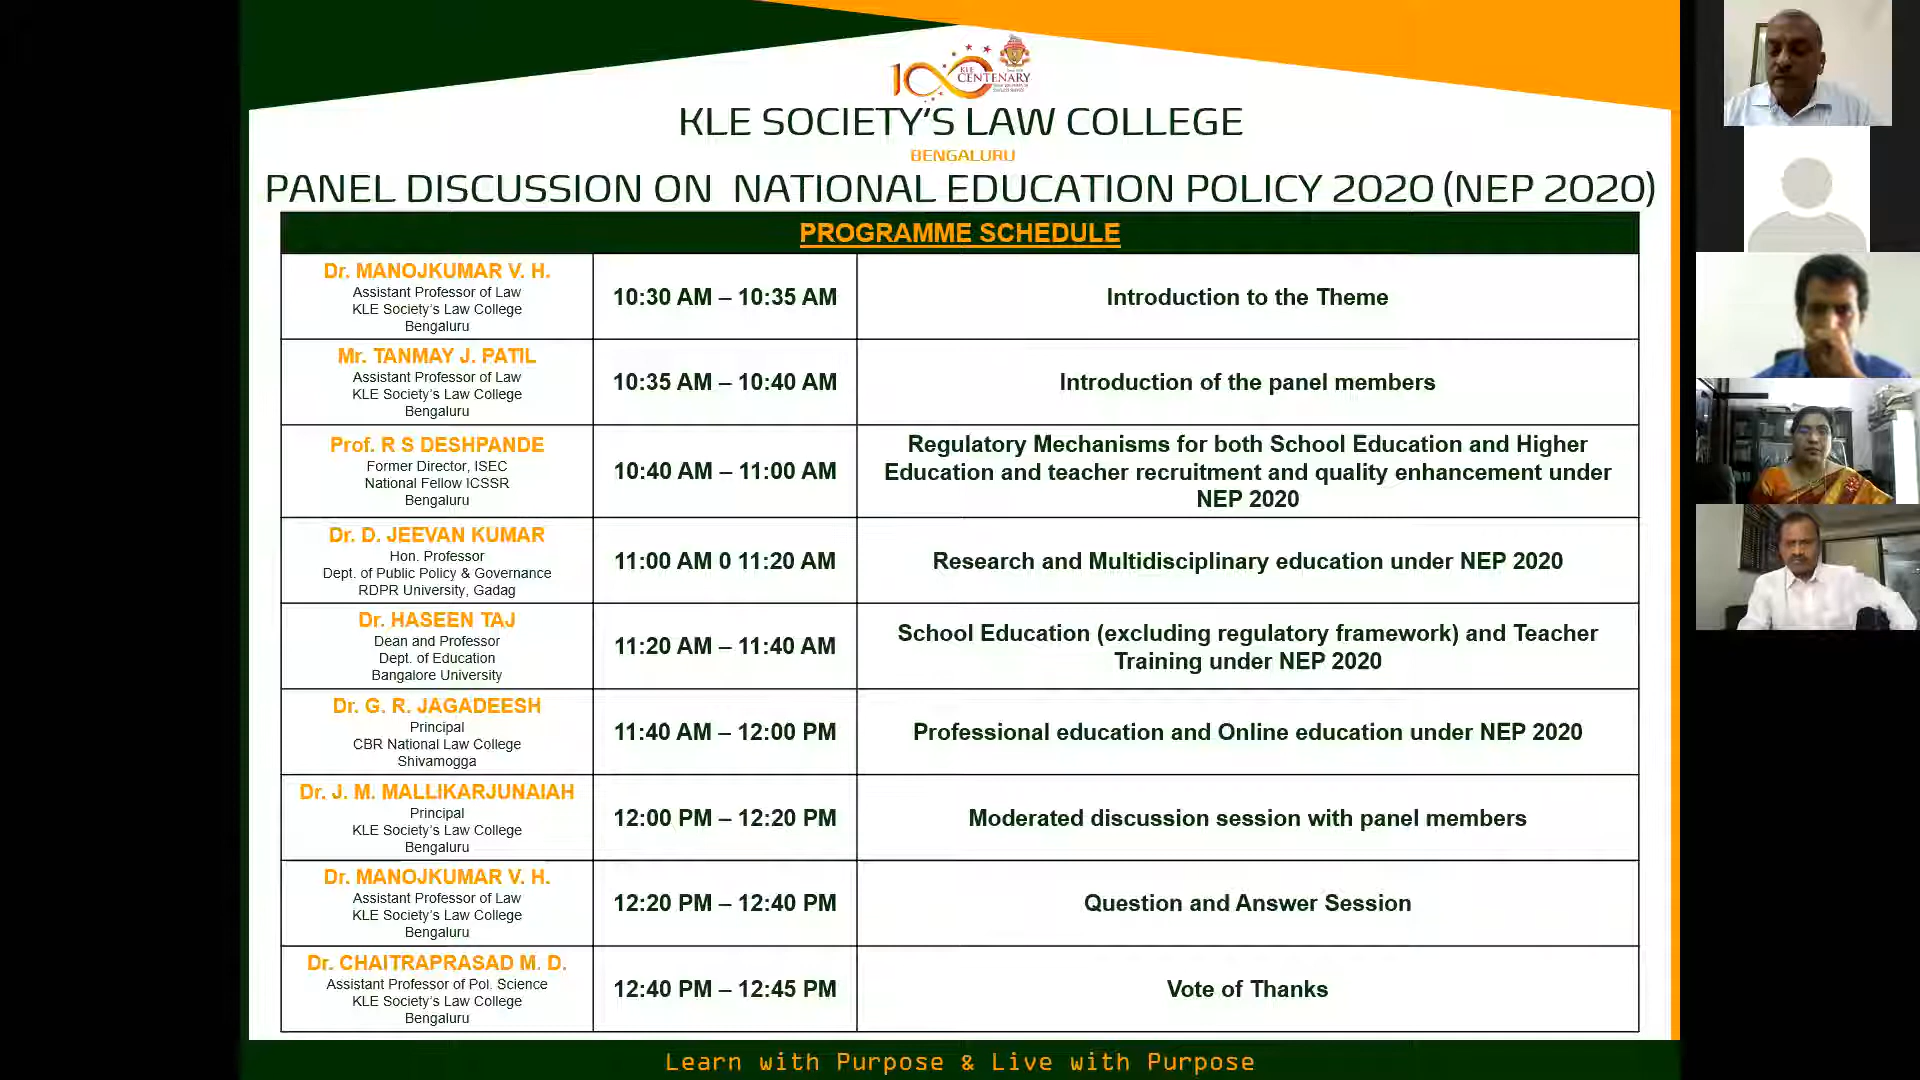 100 KLE
CENTENARY
KLE SOCIETY'S LAW COLLEGE
BENGALURU
PANEL DISCUSSION ON NATIONAL EDUCATION POLICY 2020 (NEP 2020)
PROGRAMME SCHEDULE
Dr. MANOJKUMAR V. H.
Assistant Professor of Law
KLE Society's Law College
Bengaluru
10:30 AM – 10:35 AM
Introduction to the Theme
Mr. TANMAY J. PATIL
Assistant Professor of Law
KLE Society's Law College
Bengaluru
10:35 AM – 10:40 AM
Introduction of the panel members
Prof. R S DESHPANDE
Former Director, ISEC
National Fellow ICSSR
Bengaluru
10:40 AM – 11:00 AM
Regulatory Mechanisms for both School Education and Higher
Education and teacher recruitment and quality enhancement under
NEP 2020
Dr. D. JEEVAN KUMAR
Hon. Professor
Dept. of Public Policy & Governance
RDPR University, Gadag
11:00 AM 0 11:20 AM
Research and Multidisciplinary education under NEP 2020
Dr. HASEEN TAJ
Dean and Professor
Dept. of Education
Bangalore University
11:20 AM – 11:40 AM
School Education (excluding regulatory framework) and Teacher
Training under NEP 2020
Dr. G. R. JAGADEESH
Principal
CBR National Law College
Shivamogga
11:40 AM – 12:00 PM
Professional education and Online education under NEP 2020
Dr. J. M. MALLIKARJUNAIAH
Principal
KLE Society's Law College
Bengaluru
12:00 PM – 12:20 PM
Moderated discussion session with panel members
Dr. MANOJKUMAR V. H.
Assistant Professor of Law
KLE Society's Law College
Bengaluru
12:20 PM – 12:40 PM
Question and Answer Session
Dr. CHAITRAPRASAD M. D.
Assistant Professor of Pol. Science
KLE Society's Law College
Bengaluru
12:40 PM – 12:45 PM
Vote of Thanks
Learn with Purpose & Live with Purpose